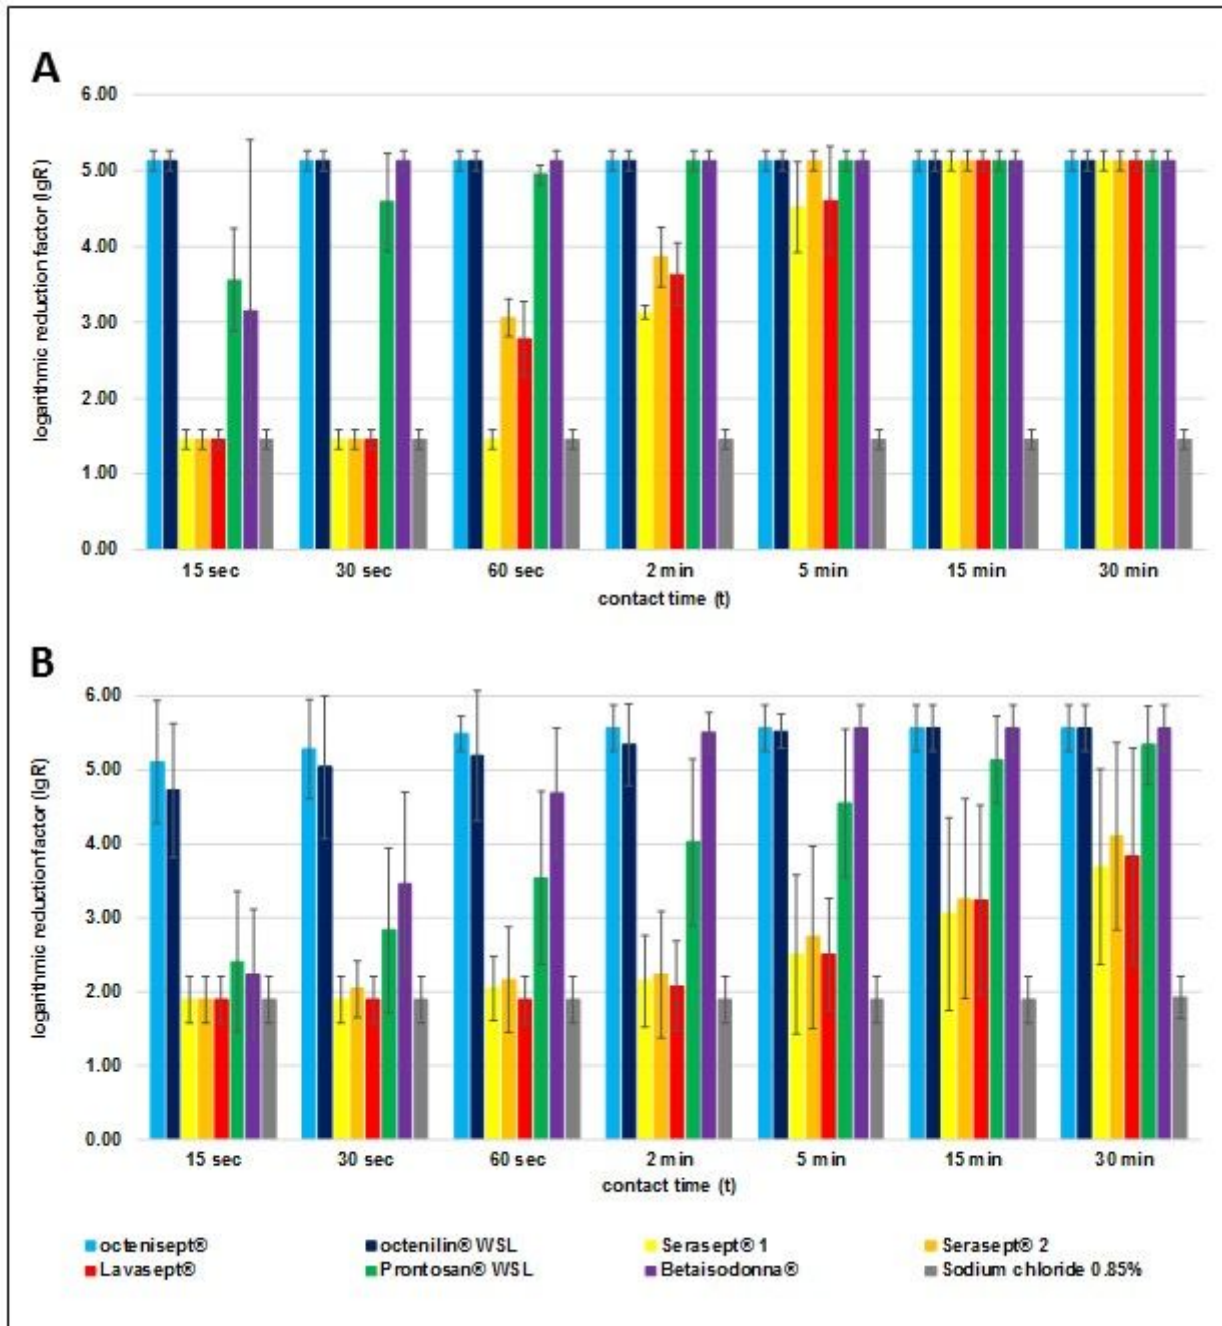 A
6.00
5.00
4.00
3.00
2.00
1.00
0.00
logarithmic reduction factor (lgR)
15 sec 30 sec 60 sec 2 min 5 min 15 min 30 min
contact time (t)
B
6.00
5.00
4.00
3.00
2.00
1.00
0.00
logarithmic reduction factor (lgR)
15 sec 30 sec 60 sec 2 min 5 min 15 min 30 min
contact time (t)
octenisept® octenilin® WSL Serasept® 1 Serasept® 2
Lavasept® Prontosan® WSL Betaisodonna® Sodium chloride 0.85%